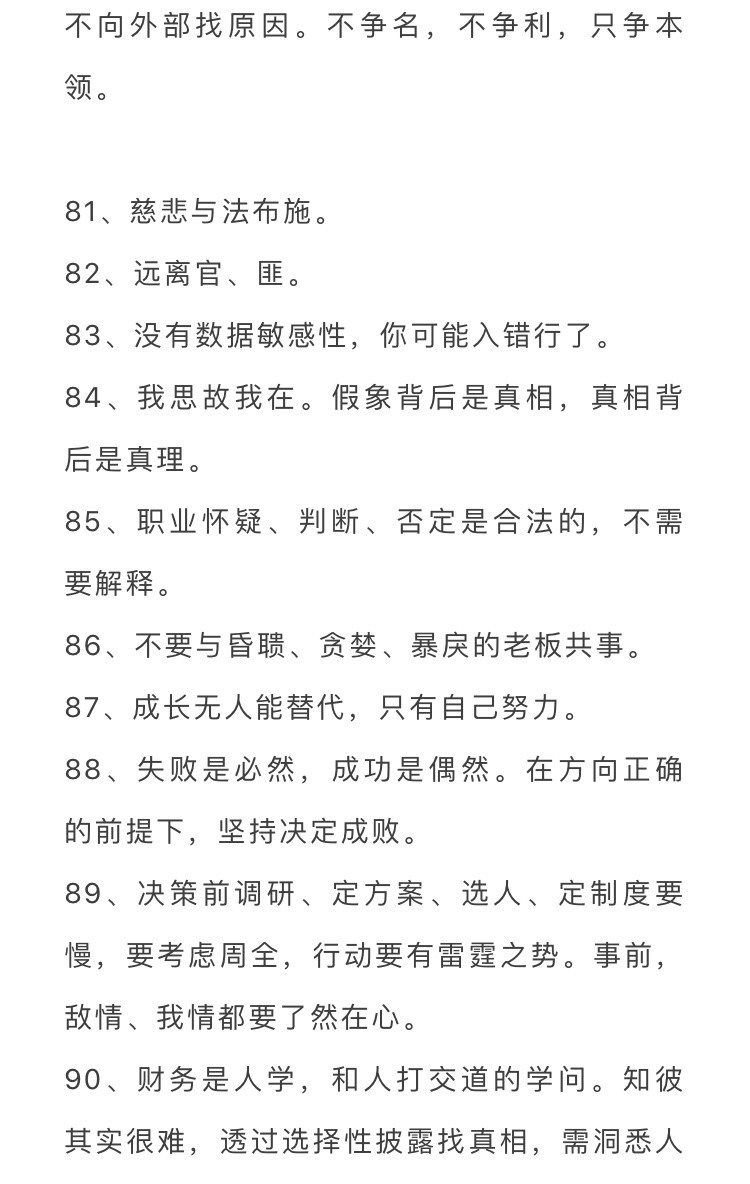 不向外部找原因。不争名，不争利，只争本
领。
81、慈悲与法布施。
82、远离官、匪。
83、没有数据敏感性，你可能入错行了。
84、我思故我在。假象背后是真相，真相背
后是真理。
85、职业怀疑、判断、否定是合法的，不需
要解释。
86、不要与昏聩、贪婪、暴戾的老板共事。
87、成长无人能替代，只有自己努力。
88、失败是必然，成功是偶然。在方向正确
的前提下，坚持决定成败。
89、决策前调研、定方案、选人、定制度要
慢，要考虑周全，行动要有雷霆之势。事前，
敌情、我情都要了然在心。
90、财务是人学，和人打交道的学问。知彼
其实很难，透过选择性披露找真相，需洞悉人